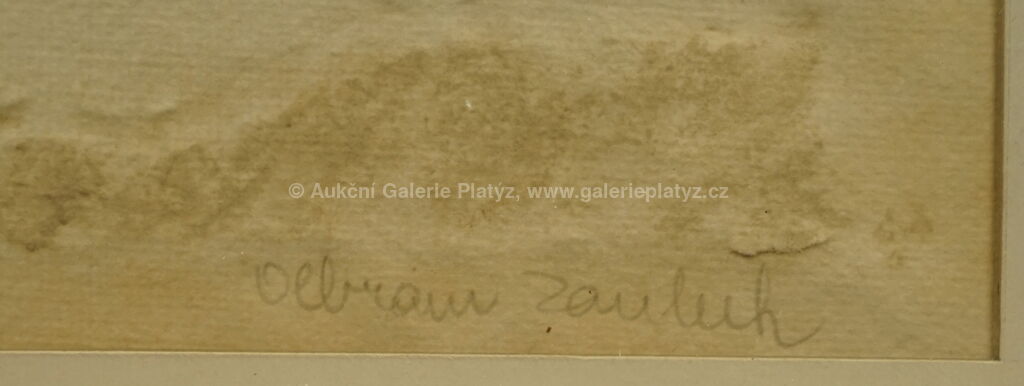 © Aukční Galerie Platýz, www.galerieplatyz.cz
Olbram Zoubek